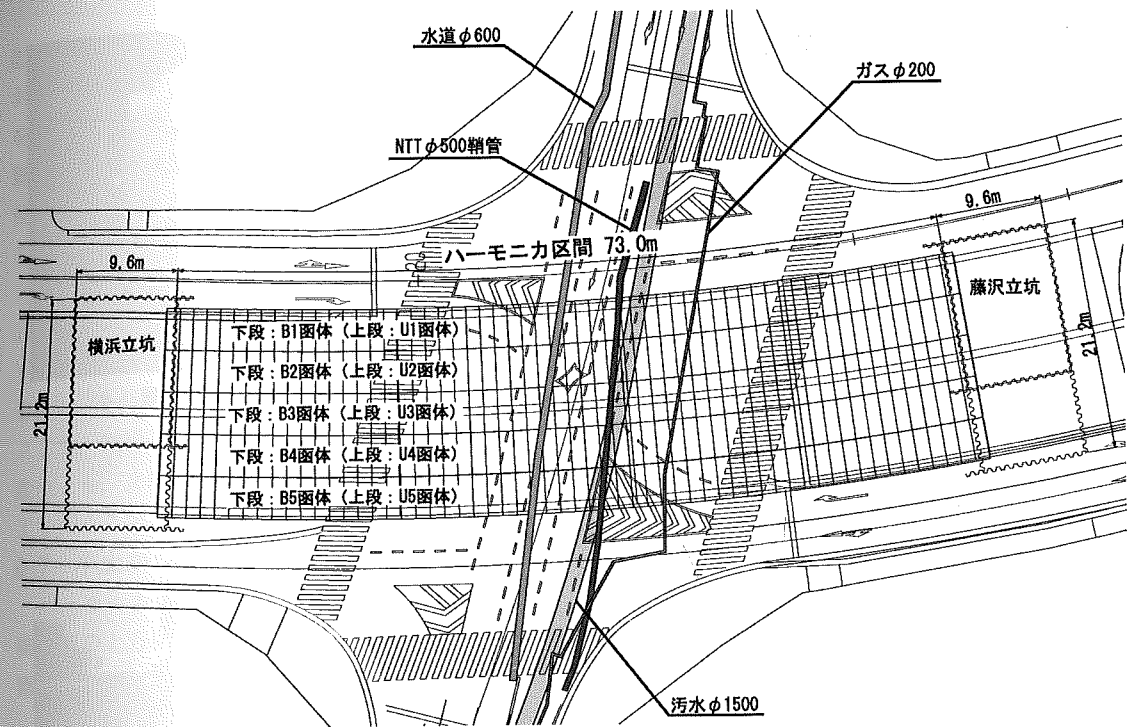 水道φ600
ガスφ200
NTTφ500鞘管
ハーモニカ区間 73.0m
9.6m
9.6m
横浜立坑
藤沢立坑
21.2m
21.2m
下段：B1函体（上段：U1函体）
下段：B2函体（上段：U2函体）
下段：B3函体（上段：U3函体）
下段：B4函体（上段：U4函体）
下段：B5函体（上段：U5函体）
汚水φ1500